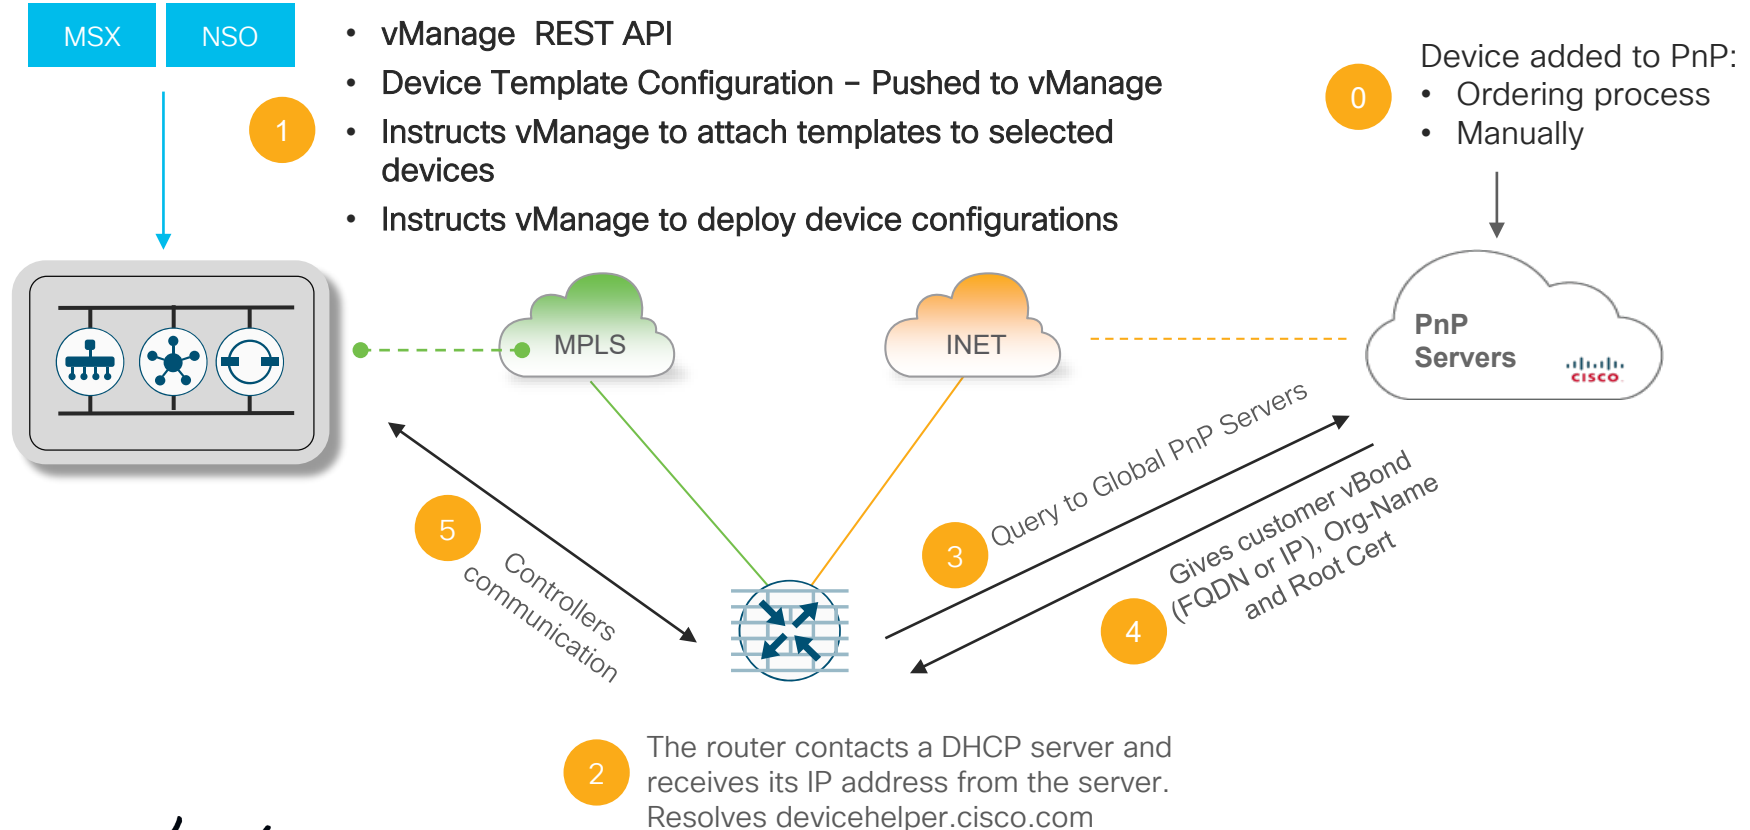 MSX
NSO
1
• vManage  REST API
• Device Template Configuration – Pushed to vManage
• Instructs vManage to attach templates to selected
devices
• Instructs vManage to deploy device configurations
0
Device added to PnP:
• Ordering process
• Manually
MPLS
INET
PnP
Servers
CISCO
5
Controllers
communication
3
Query to Global PnP Servers
4
Gives customer vBond
(FQDN or IP), Org-Name
and Root Cert
2
The router contacts a DHCP server and
receives its IP address from the server.
Resolves devicehelper.cisco.com